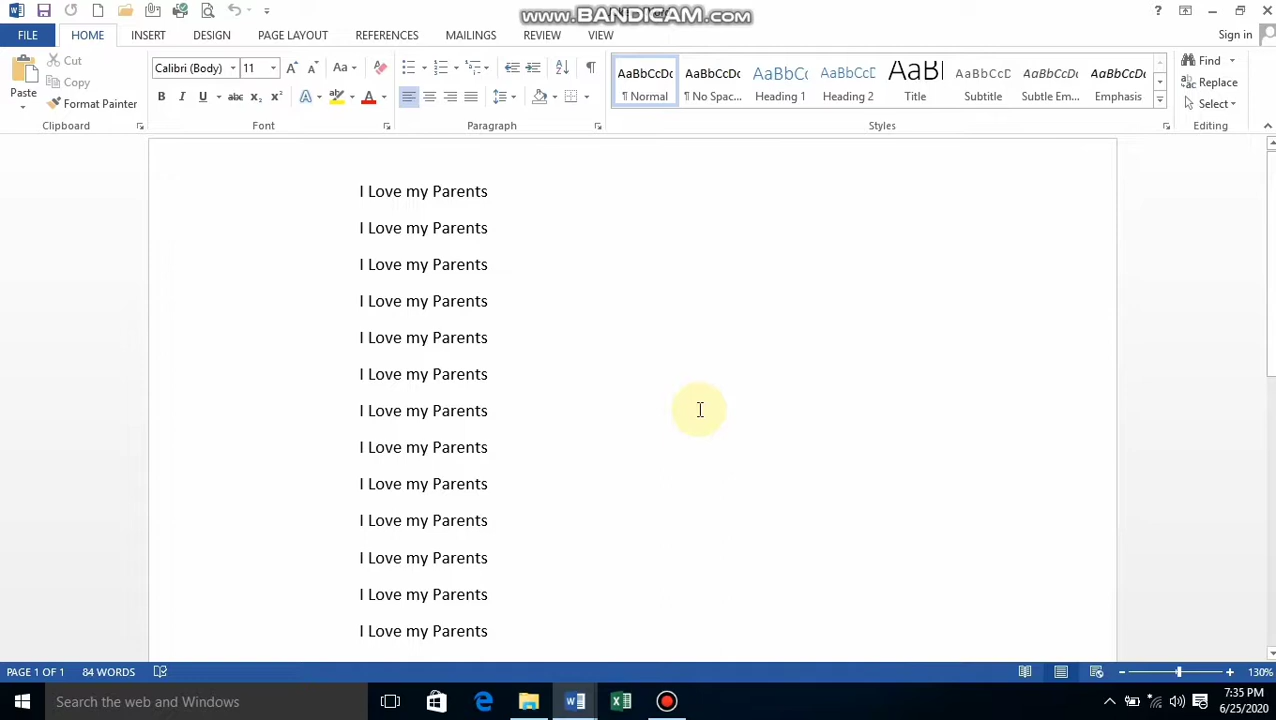 www.BANDICAM.com
FILE HOME INSERT DESIGN PAGE LAYOUT REFERENCES MAILINGS REVIEW VIEW Sign in
Paste
Cut
Copy
Format Painter
Clipboard
Calibri (Body) 11
Font
Paragraph
AaBbCcDc AaBbCcDc AaBbCc AaBbCcD AaBl AaBbCcD AaBbCcDc AaBbCcDc
¶ Normal ¶ No Spac... Heading 1 Heading 2 Title Subtitle Subtle Em... Emphasis
Styles
Find
Replace
Select
Editing
I Love my Parents
I Love my Parents
I Love my Parents
I Love my Parents
I Love my Parents
I Love my Parents
I Love my Parents
I Love my Parents
I Love my Parents
I Love my Parents
I Love my Parents
I Love my Parents
I Love my Parents
PAGE 1 OF 1 84 WORDS 130%
Search the web and Windows
7:35 PM
6/25/2020